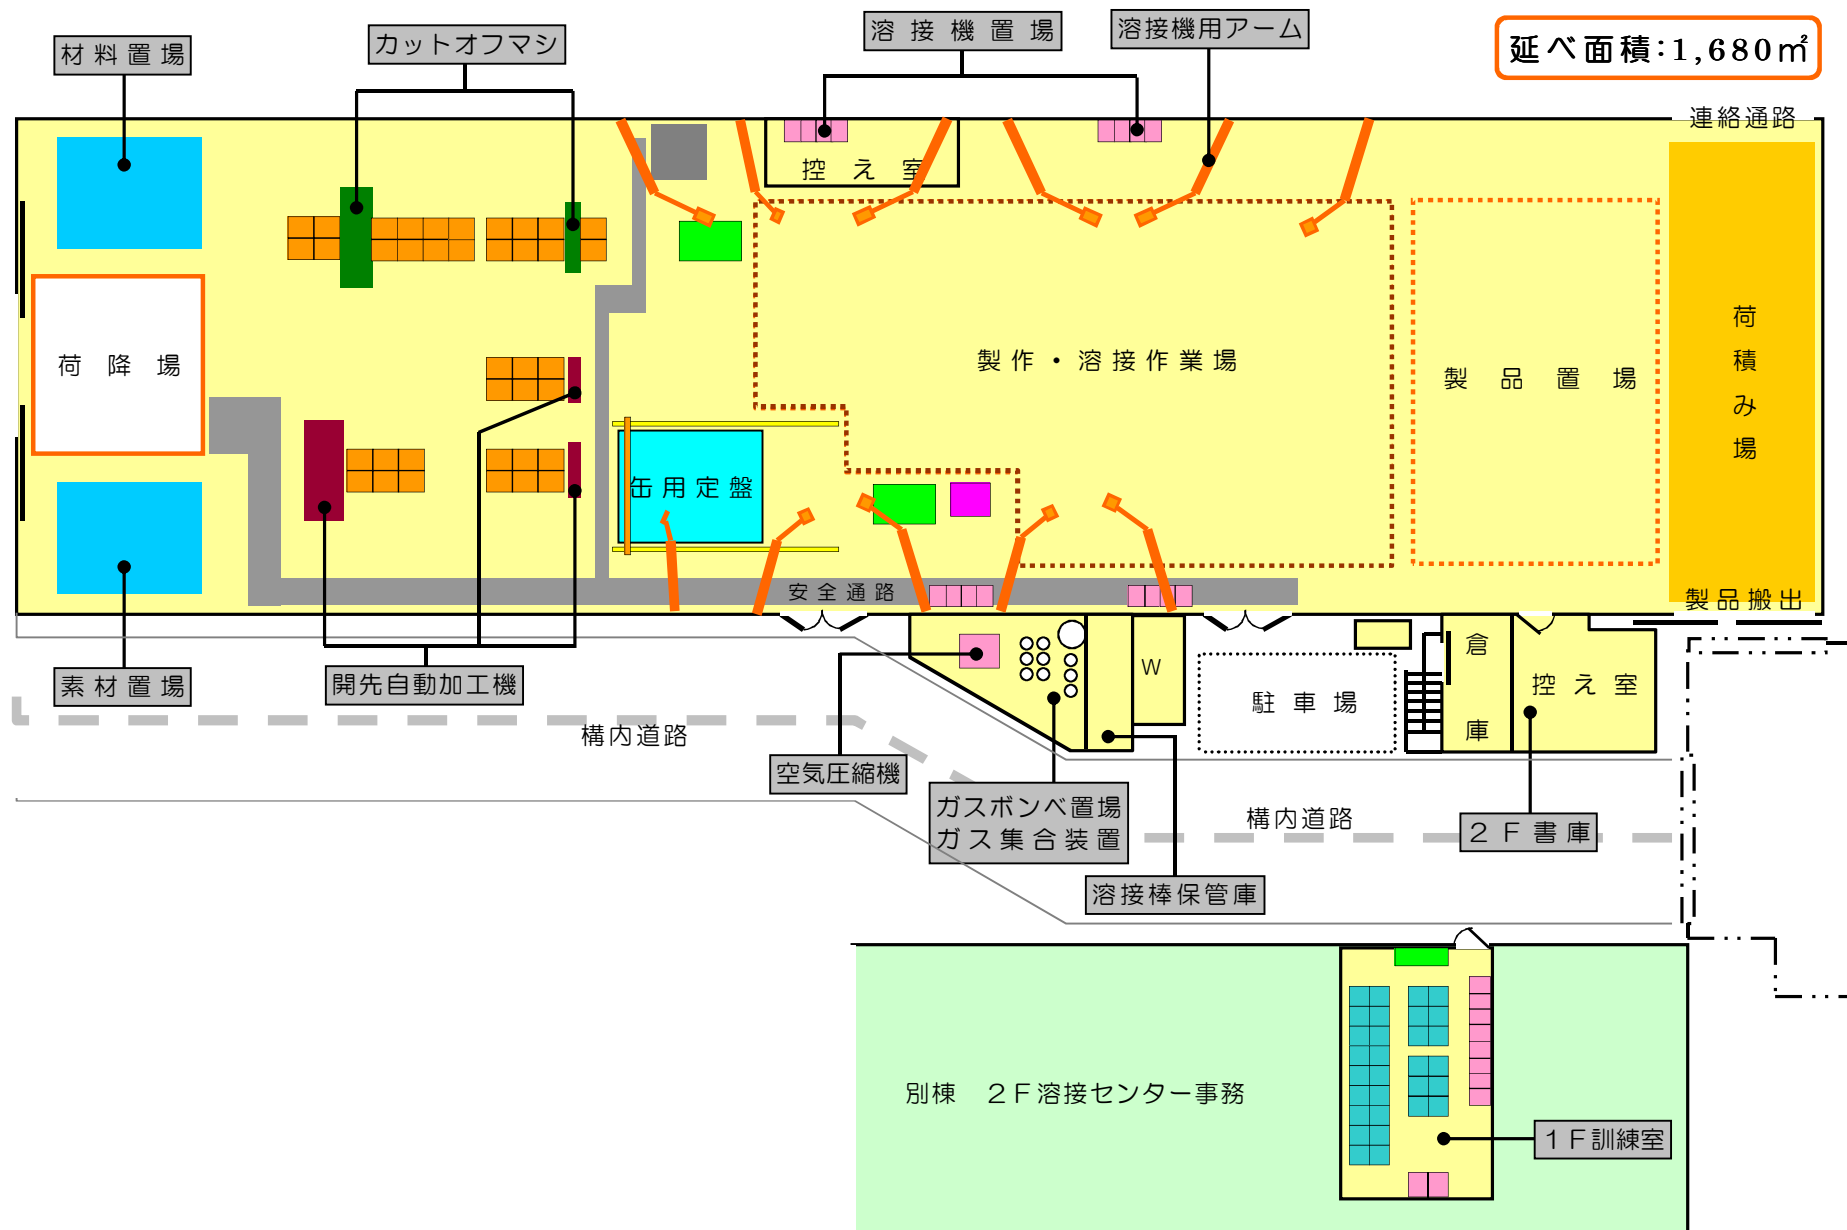 材料置場
カットオフマシ
溶接機置場
溶接機用アーム
延べ面積:1,680㎡
連絡通路
控え室
荷降場
製作・溶接作業場
製品置場
荷積み場
缶用定盤
安全通路
製品搬出
素材置場
開先自動加工機
W
駐車場
倉庫
控え室
構内道路
空気圧縮機
ガスボンベ置場
ガス集合装置
構内道路
2F書庫
溶接棒保管庫
別棟 2F溶接センター事務
1F訓練室